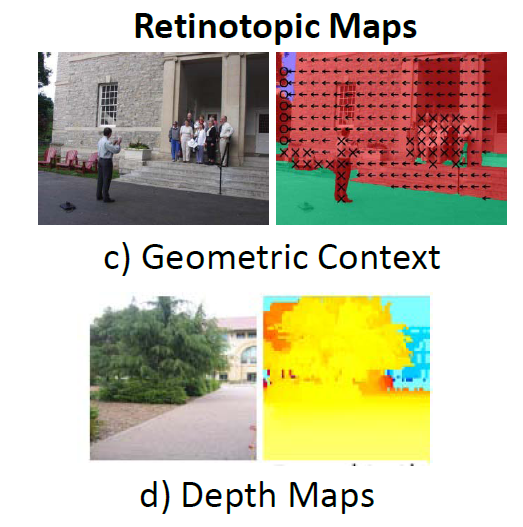 Retinotopic Maps
c) Geometric Context
d) Depth Maps